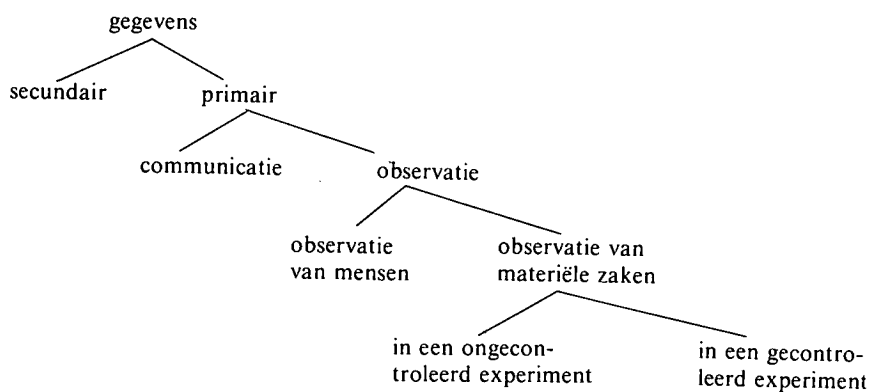 gegevens
secundair
primair
communicatie
observatie
observatie
van mensen
observatie van
materiële zaken
in een ongecon-
troleerd experiment
in een gecontro-
leerd experiment